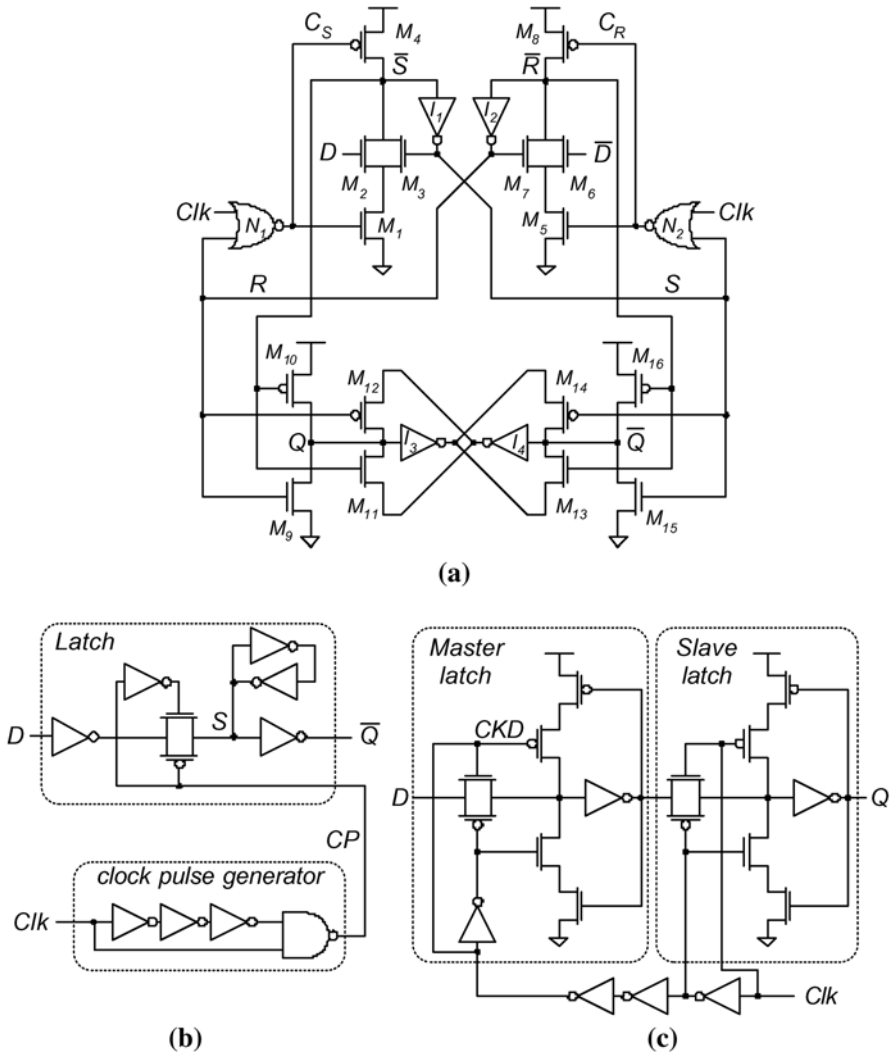 C_S
M_4
M_8
C_R
S̅
R̅
I_1
I_2
D
D̅
M_2
M_3
M_7
M_6
Clk
N_1
M_1
M_5
N_2
Clk
R
S
M_10
M_12
M_14
M_16
Q
I_3
I_4
Q̅
M_9
M_11
M_13
M_15
(a)
Latch
D
S
Q̅
CP
clock pulse generator
Clk
(b)
Master
latch
Slave
latch
CKD
D
Q
Clk
(c)